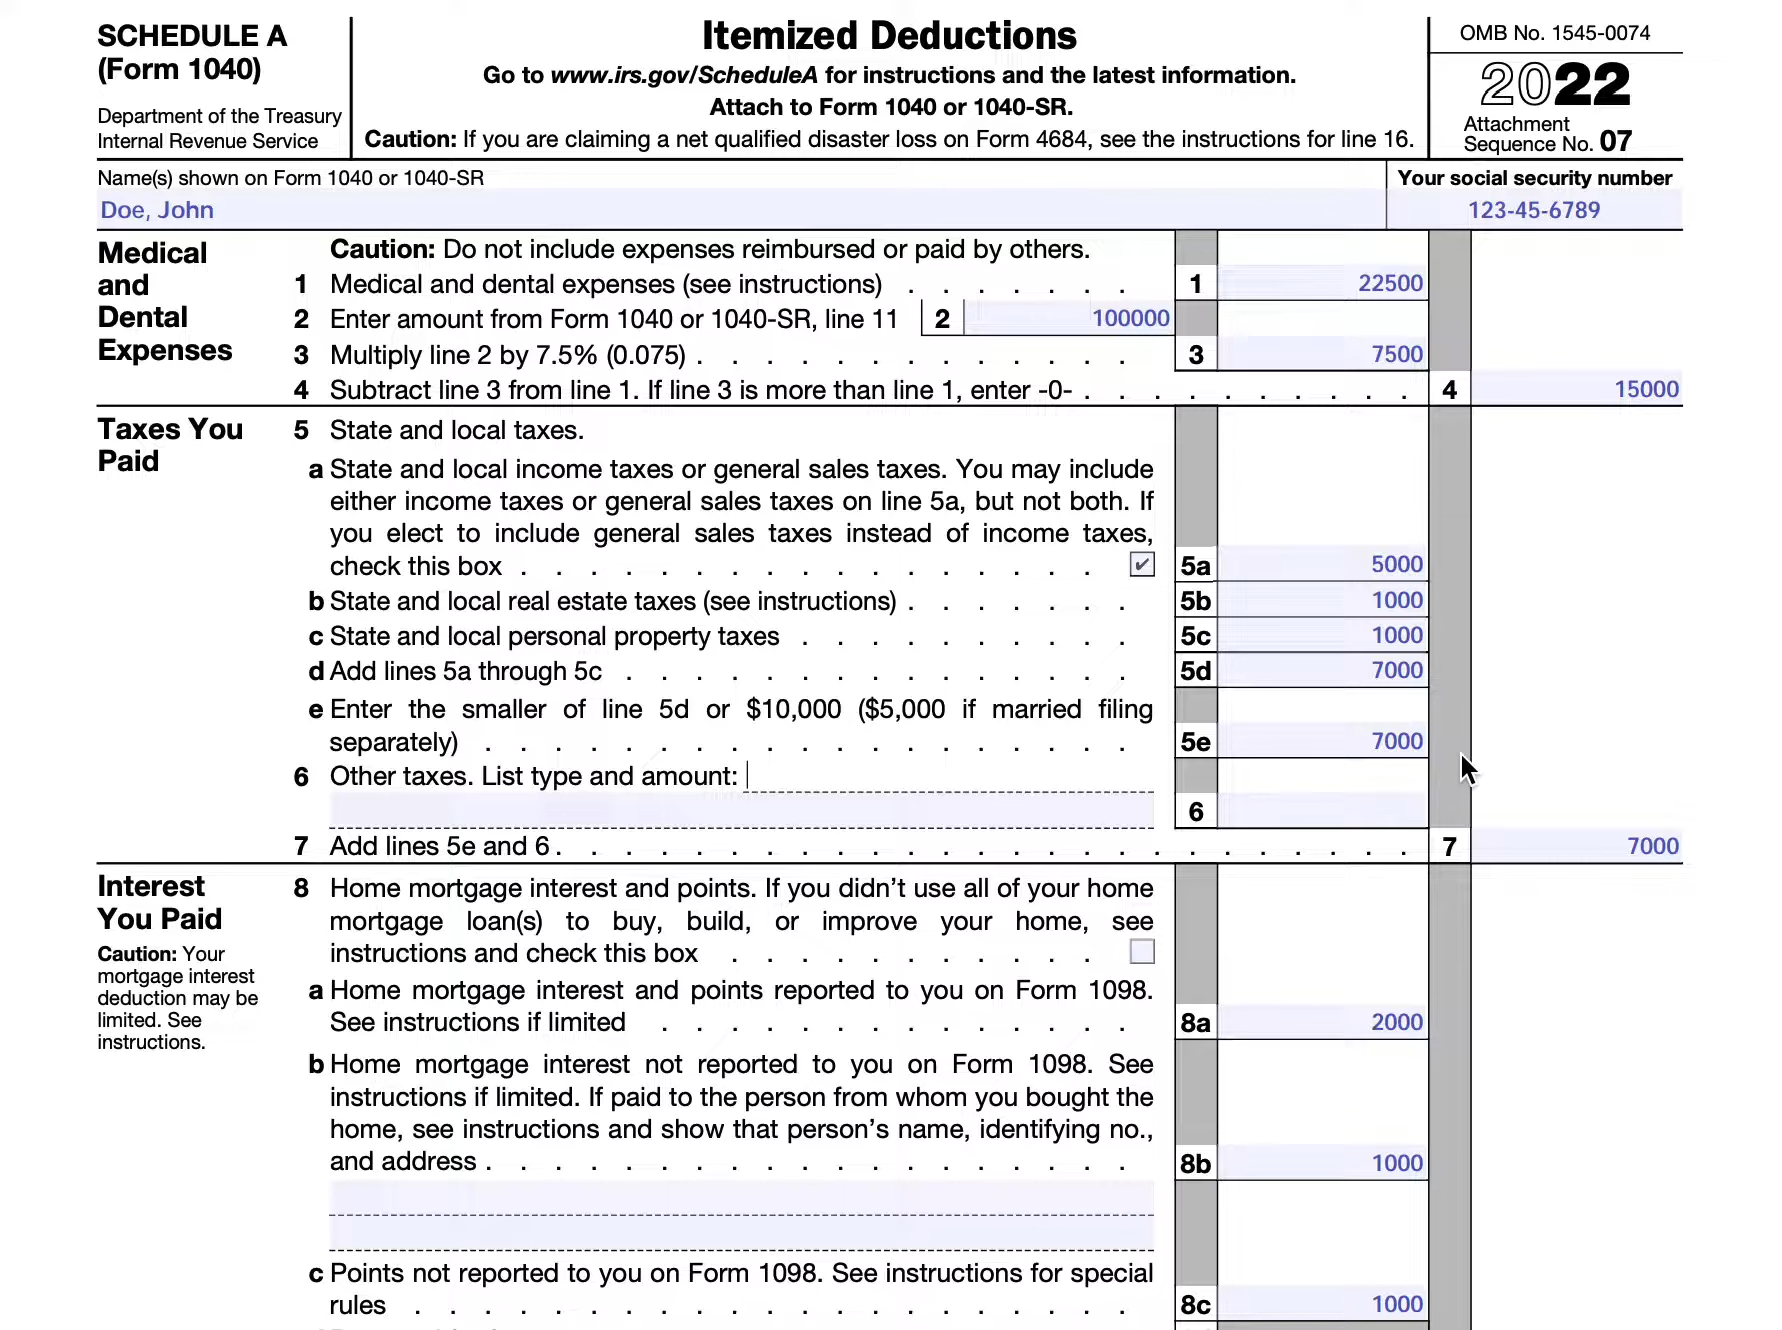 SCHEDULE A
(Form 1040)
Department of the Treasury
Internal Revenue Service
Itemized Deductions
Go to www.irs.gov/ScheduleA for instructions and the latest information.
Attach to Form 1040 or 1040-SR.
Caution: If you are claiming a net qualified disaster loss on Form 4684, see the instructions for line 16.
OMB No. 1545-0074
2022
Attachment
Sequence No. 07
Name(s) shown on Form 1040 or 1040-SR
Doe, John
Your social security number
123-45-6789
Medical
and
Dental
Expenses
Caution: Do not include expenses reimbursed or paid by others.
1 Medical and dental expenses (see instructions) . . . . . . . 1 22500
2 Enter amount from Form 1040 or 1040-SR, line 11 2 100000
3 Multiply line 2 by 7.5% (0.075) . . . . . . . . . . . . . 3 7500
4 Subtract line 3 from line 1. If line 3 is more than line 1, enter -0- . . . . . . . . . . 4 15000
Taxes You
Paid
5 State and local taxes.
a State and local income taxes or general sales taxes. You may include
either income taxes or general sales taxes on line 5a, but not both. If
you elect to include general sales taxes instead of income taxes,
check this box . . . . . . . . . . . . . . . . . ✔ 5a 5000
b State and local real estate taxes (see instructions) . . . . . . . 5b 1000
c State and local personal property taxes . . . . . . . . . . 5c 1000
d Add lines 5a through 5c . . . . . . . . . . . . . . . 5d 7000
e Enter the smaller of line 5d or $10,000 ($5,000 if married filing
separately) . . . . . . . . . . . . . . . . . . . 5e 7000
6 Other taxes. List type and amount:
6
7 Add lines 5e and 6 . . . . . . . . . . . . . . . . . . . . . . . . . 7 7000
Interest
You Paid
Caution: Your
mortgage interest
deduction may be
limited. See
instructions.
8 Home mortgage interest and points. If you didn’t use all of your home
mortgage loan(s) to buy, build, or improve your home, see
instructions and check this box . . . . . . . . . . .
a Home mortgage interest and points reported to you on Form 1098.
See instructions if limited . . . . . . . . . . . . . . 8a 2000
b Home mortgage interest not reported to you on Form 1098. See
instructions if limited. If paid to the person from whom you bought the
home, see instructions and show that person’s name, identifying no.,
and address . . . . . . . . . . . . . . . . . . . 8b 1000
c Points not reported to you on Form 1098. See instructions for special
rules . . . . . . . . . . . . . . . . . . . . . 8c 1000